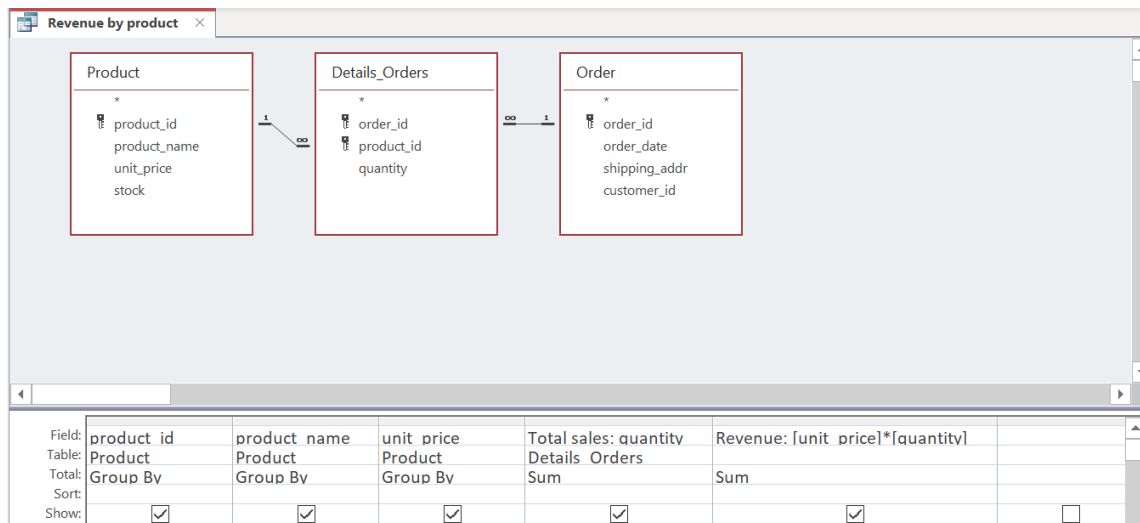 Revenue by product
Product
*
product_id
product_name
unit_price
stock
1
∞
Details_Orders
*
order_id
product_id
quantity
∞
1
Order
*
order_id
order_date
shipping_addr
customer_id
Field: product_id product_name unit_price Total sales: quantity Revenue: [unit_price]*[quantity]
Table: Product Product Product Details_Orders
Total: Group By Group By Group By Sum Sum
Sort:
Show: